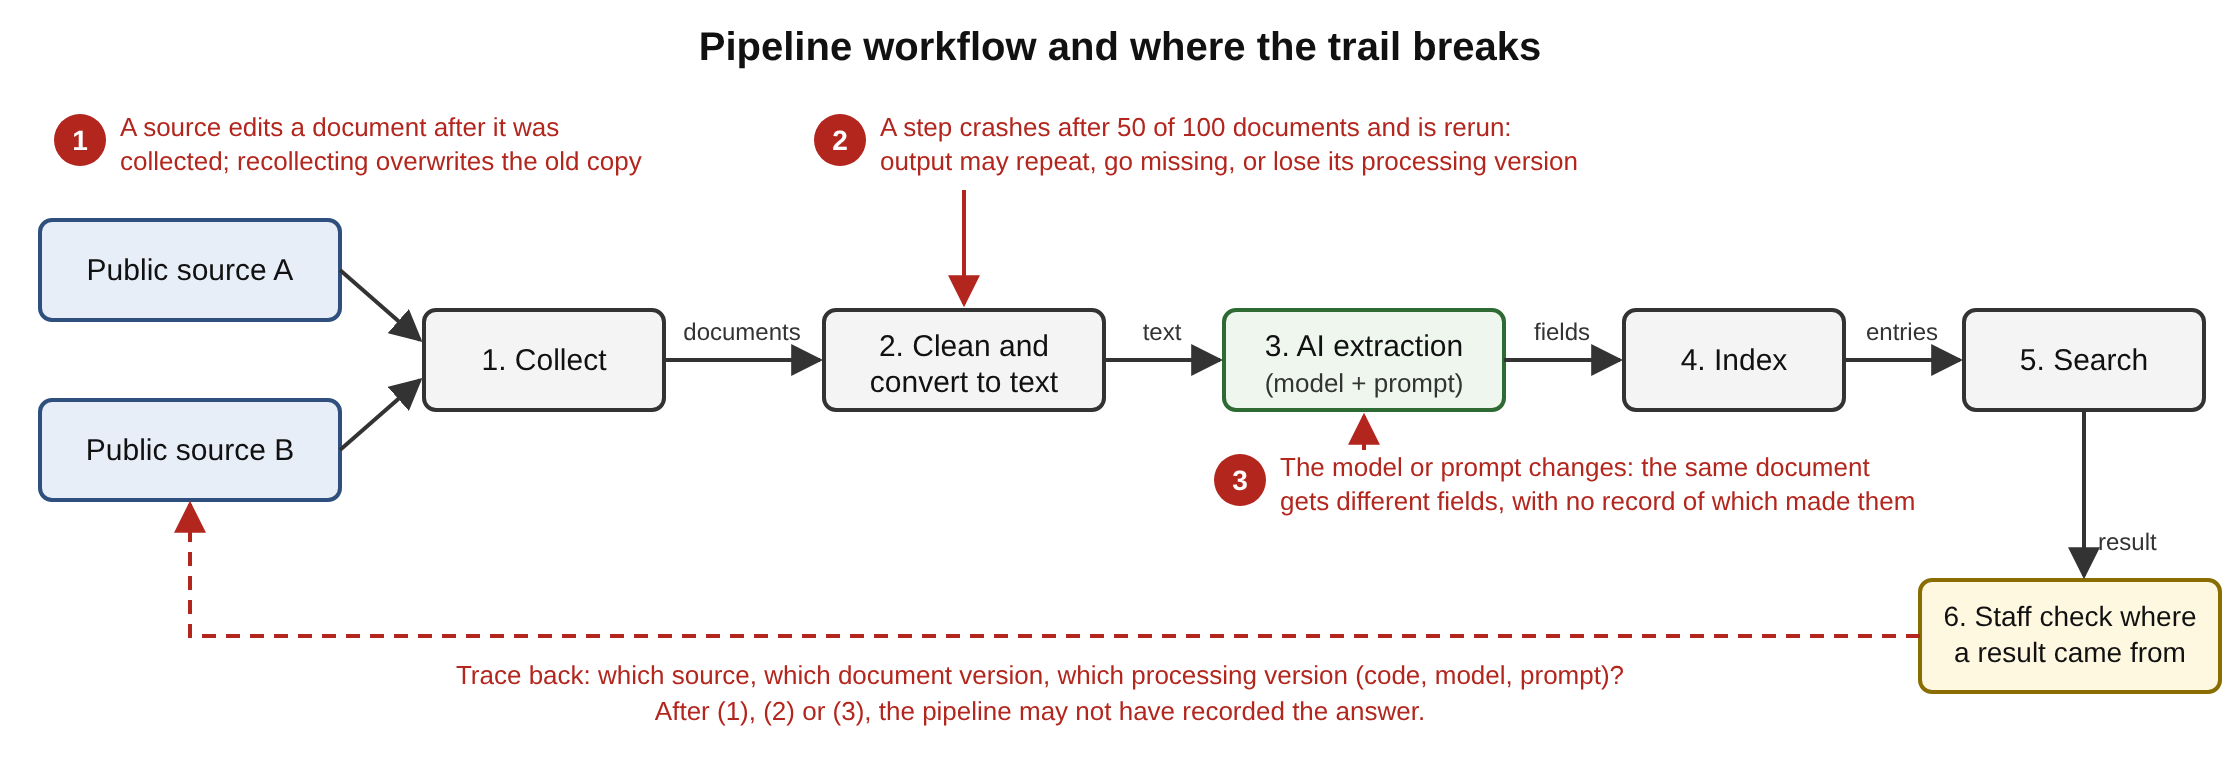 Pipeline workflow and where the trail breaks
1
A source edits a document after it was
collected; recollecting overwrites the old copy
2
A step crashes after 50 of 100 documents and is rerun:
output may repeat, go missing, or lose its processing version
Public source A
Public source B
1. Collect
documents
2. Clean and
convert to text
text
3. AI extraction
(model + prompt)
fields
4. Index
entries
5. Search
3
The model or prompt changes: the same document
gets different fields, with no record of which made them
result
6. Staff check where
a result came from
Trace back: which source, which document version, which processing version (code, model, prompt)?
After (1), (2) or (3), the pipeline may not have recorded the answer.